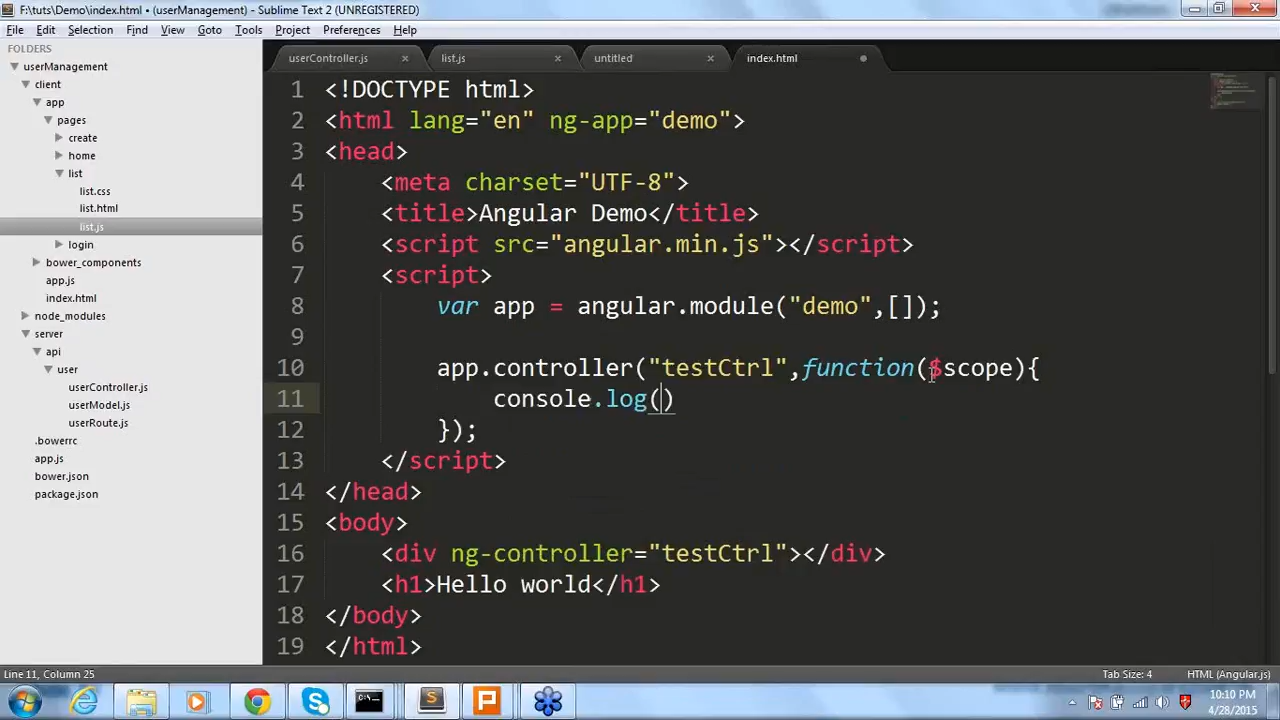 F:\tuts\Demo\index.html • (userManagement) - Sublime Text 2 (UNREGISTERED)
File Edit Selection Find View Goto Tools Project Preferences Help
FOLDERS
userManagement
client
app
pages
create
home
list
list.css
list.html
list.js
login
bower_components
app.js
index.html
node_modules
server
api
user
userController.js
userModel.js
userRoute.js
.bowerrc
app.js
bower.json
package.json
userController.js × list.js × untitled × index.html
1 <!DOCTYPE html>
2 <html lang="en" ng-app="demo">
3 <head>
4 <meta charset="UTF-8">
5 <title>Angular Demo</title>
6 <script src="angular.min.js"></script>
7 <script>
8 var app = angular.module("demo",[]);
9
10 app.controller("testCtrl",function($scope){
11 console.log()
12 });
13 </script>
14 </head>
15 <body>
16 <div ng-controller="testCtrl"></div>
17 <h1>Hello world</h1>
18 </body>
19 </html>
Line 11, Column 25 Tab Size: 4 HTML (Angular.js)
10:10 PM
4/28/2015